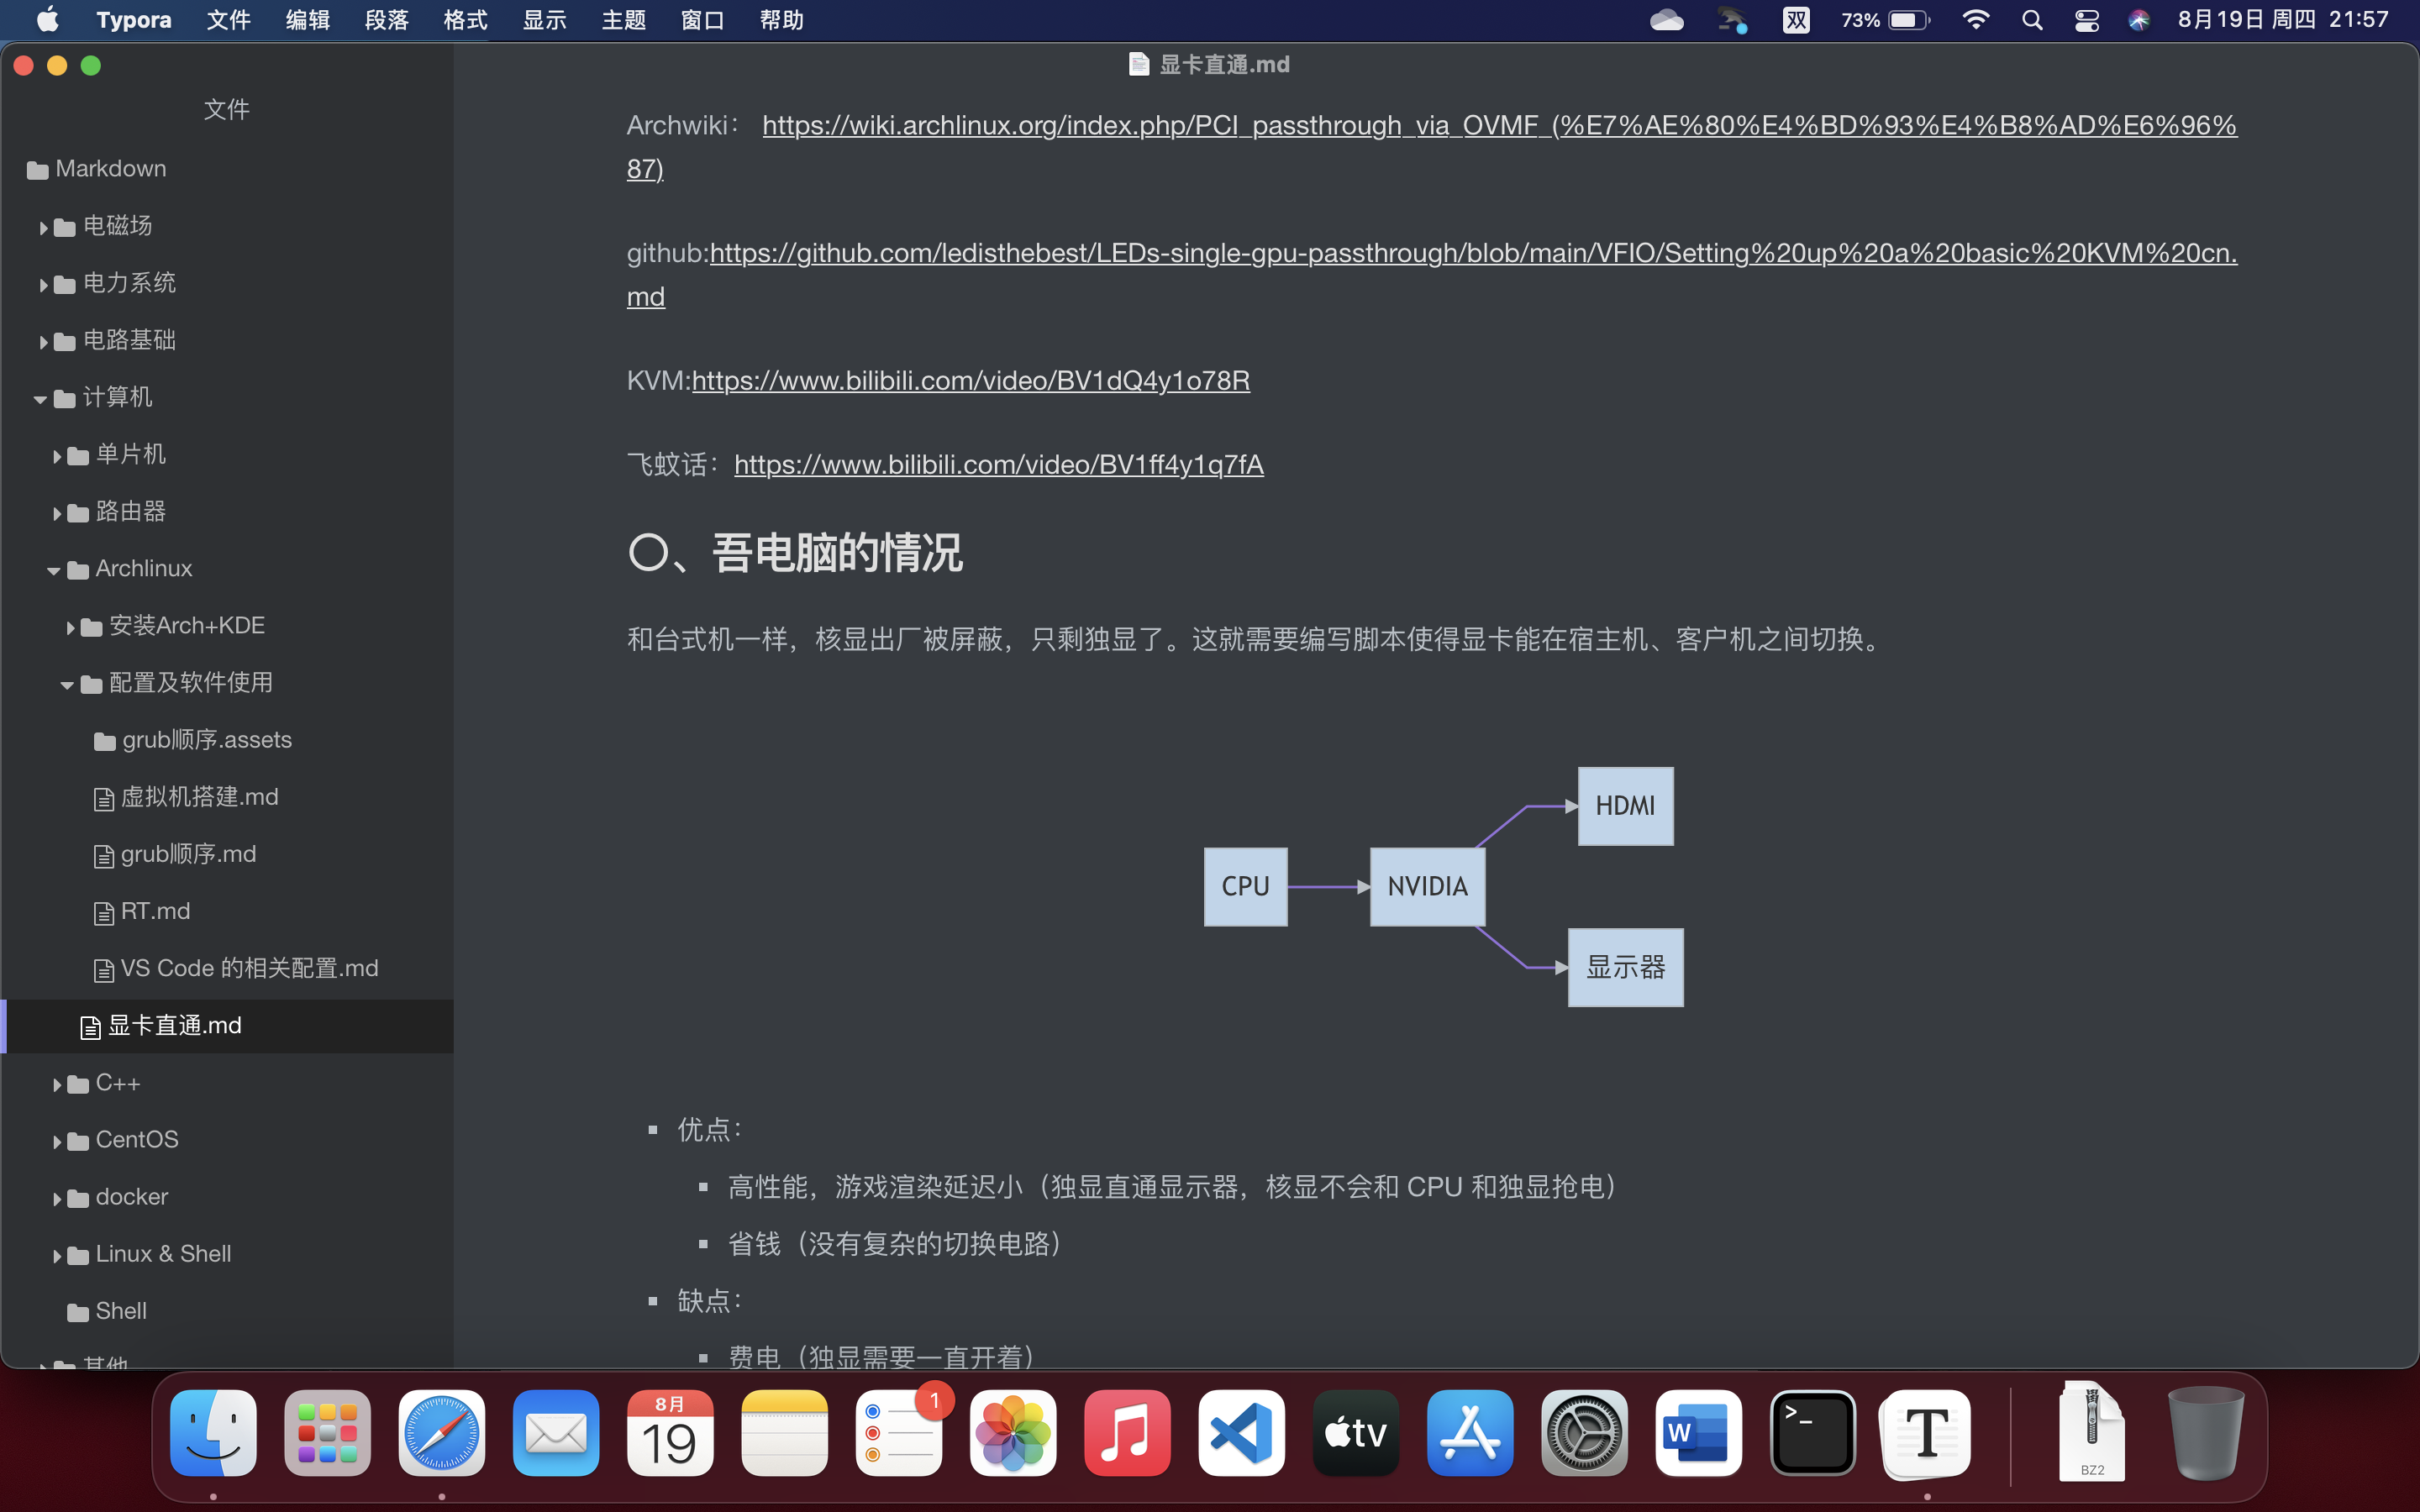 Typora 文件 编辑 段落 格式 显示 主题 窗口 帮助 双 73% 8月19日 周四 21:57
显卡直通.md
文件
Markdown
电磁场
电力系统
电路基础
计算机
单片机
路由器
Archlinux
安装Arch+KDE
配置及软件使用
grub顺序.assets
虚拟机搭建.md
grub顺序.md
RT.md
VS Code 的相关配置.md
显卡直通.md
C++
CentOS
docker
Linux & Shell
Shell
其他
Archwiki： https://wiki.archlinux.org/index.php/PCI_passthrough_via_OVMF_(%E7%AE%80%E4%BD%93%E4%B8%AD%E6%96%
87)
github:https://github.com/ledisthebest/LEDs-single-gpu-passthrough/blob/main/VFIO/Setting%20up%20a%20basic%20KVM%20cn.
md
KVM:https://www.bilibili.com/video/BV1dQ4y1o78R
飞蚊话：https://www.bilibili.com/video/BV1ff4y1q7fA
〇、吾电脑的情况
和台式机一样，核显出厂被屏蔽，只剩独显了。这就需要编写脚本使得显卡能在宿主机、客户机之间切换。
HDMI
CPU
NVIDIA
显示器
优点：
高性能，游戏渲染延迟小（独显直通显示器，核显不会和 CPU 和独显抢电）
省钱（没有复杂的切换电路）
缺点：
费电（独显需要一直开着）
8月
19
1
tv
W
>_
T
BZ2